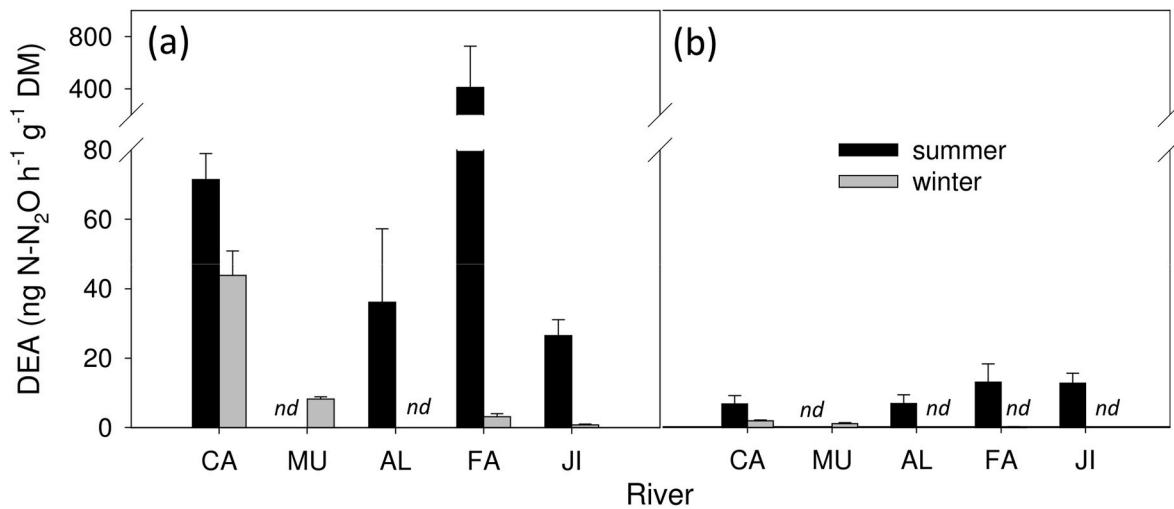 DEA (ng N-N₂O h⁻¹ g⁻¹ DM)
800
400
80
60
40
20
0
(a)
nd
nd
CA MU AL FA JI
(b)
summer
winter
nd
nd
nd
nd
CA MU AL FA JI
River